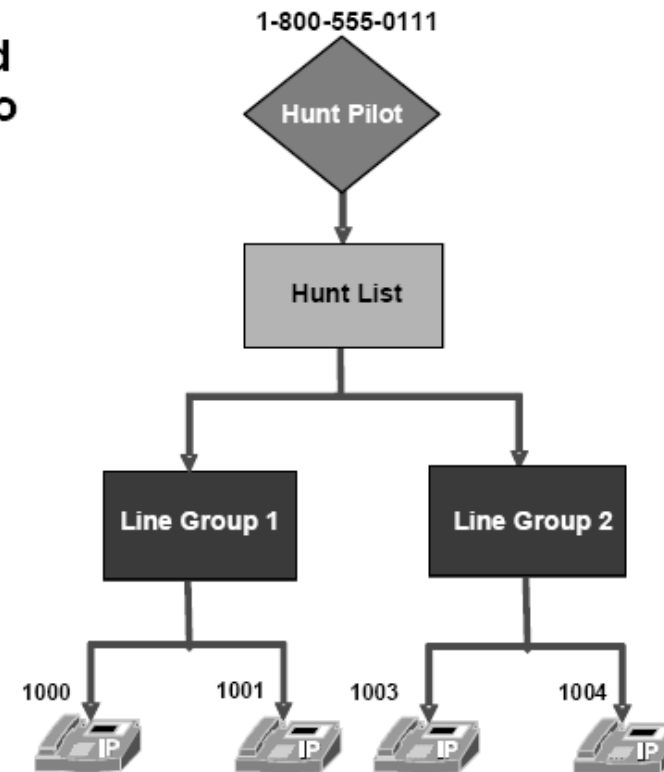 1-800-555-0111
Hunt Pilot
Hunt List
Line Group 1
Line Group 2
1000
1001
1003
1004
IP
IP
IP
IP